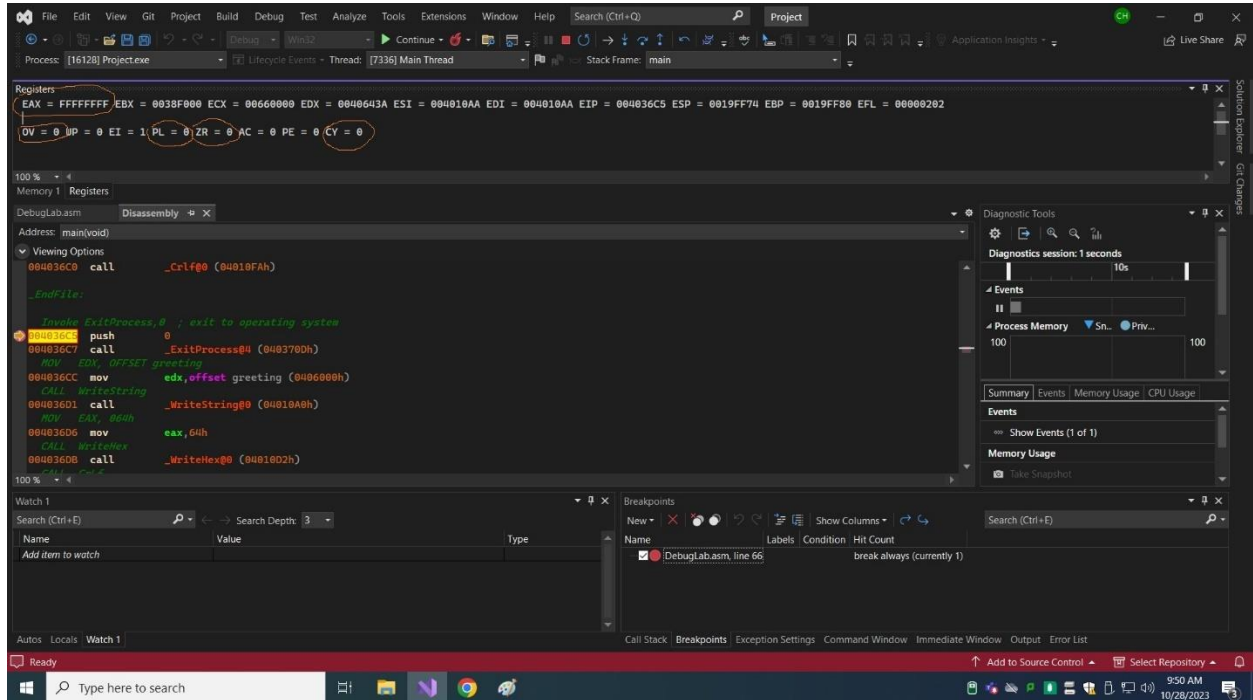 File Edit View Git Project Build Debug Test Analyze Tools Extensions Window Help Search (Ctrl+Q) Project CH
Debug Win32 Continue Application Insights Live Share
Process: [16128] Project.exe Lifecycle Events Thread: [7336] Main Thread Stack Frame: main
Registers
EAX = FFFFFFFF EBX = 0038F000 ECX = 00660000 EDX = 0040643A ESI = 004010AA EDI = 004010AA EIP = 004036C5 ESP = 0019FF74 EBP = 0019FF80 EFL = 00000202
OV = 0 UP = 0 EI = 1 PL = 0 ZR = 0 AC = 0 PE = 0 CY = 0
100 %
Memory 1 Registers
Solution Explorer
Git Changes
DebugLab.asm Disassembly
Address: main(void)
Viewing Options
004036C0 call _Crlf@0 (04010FAh)
_EndFile:
Invoke ExitProcess,0 ; exit to operating system
004036C5 push 0
004036C7 call _ExitProcess@4 (040370Dh)
MOV EDX, OFFSET greeting
004036CC mov edx,offset greeting (0406000h)
CALL WriteString
004036D1 call _WriteString@0 (04010A0h)
MOV EAX, 064h
004036D6 mov eax,64h
CALL WriteHex
004036DB call _WriteHex@0 (04010D2h)
CALL Crlf
100 %
Diagnostic Tools
Diagnostics session: 1 seconds
10s
Events
Process Memory Sn... Priv...
100 100
Summary Events Memory Usage CPU Usage
Events
Show Events (1 of 1)
Memory Usage
Take Snapshot
Watch 1
Search (Ctrl+E) Search Depth: 3
Name Value Type
Add item to watch
Autos Locals Watch 1
Breakpoints
New Show Columns Search (Ctrl+E)
Name Labels Condition Hit Count
DebugLab.asm, line 66 break always (currently 1)
Call Stack Breakpoints Exception Settings Command Window Immediate Window Output Error List
Ready Add to Source Control Select Repository
Type here to search
9:50 AM
10/28/2023
3